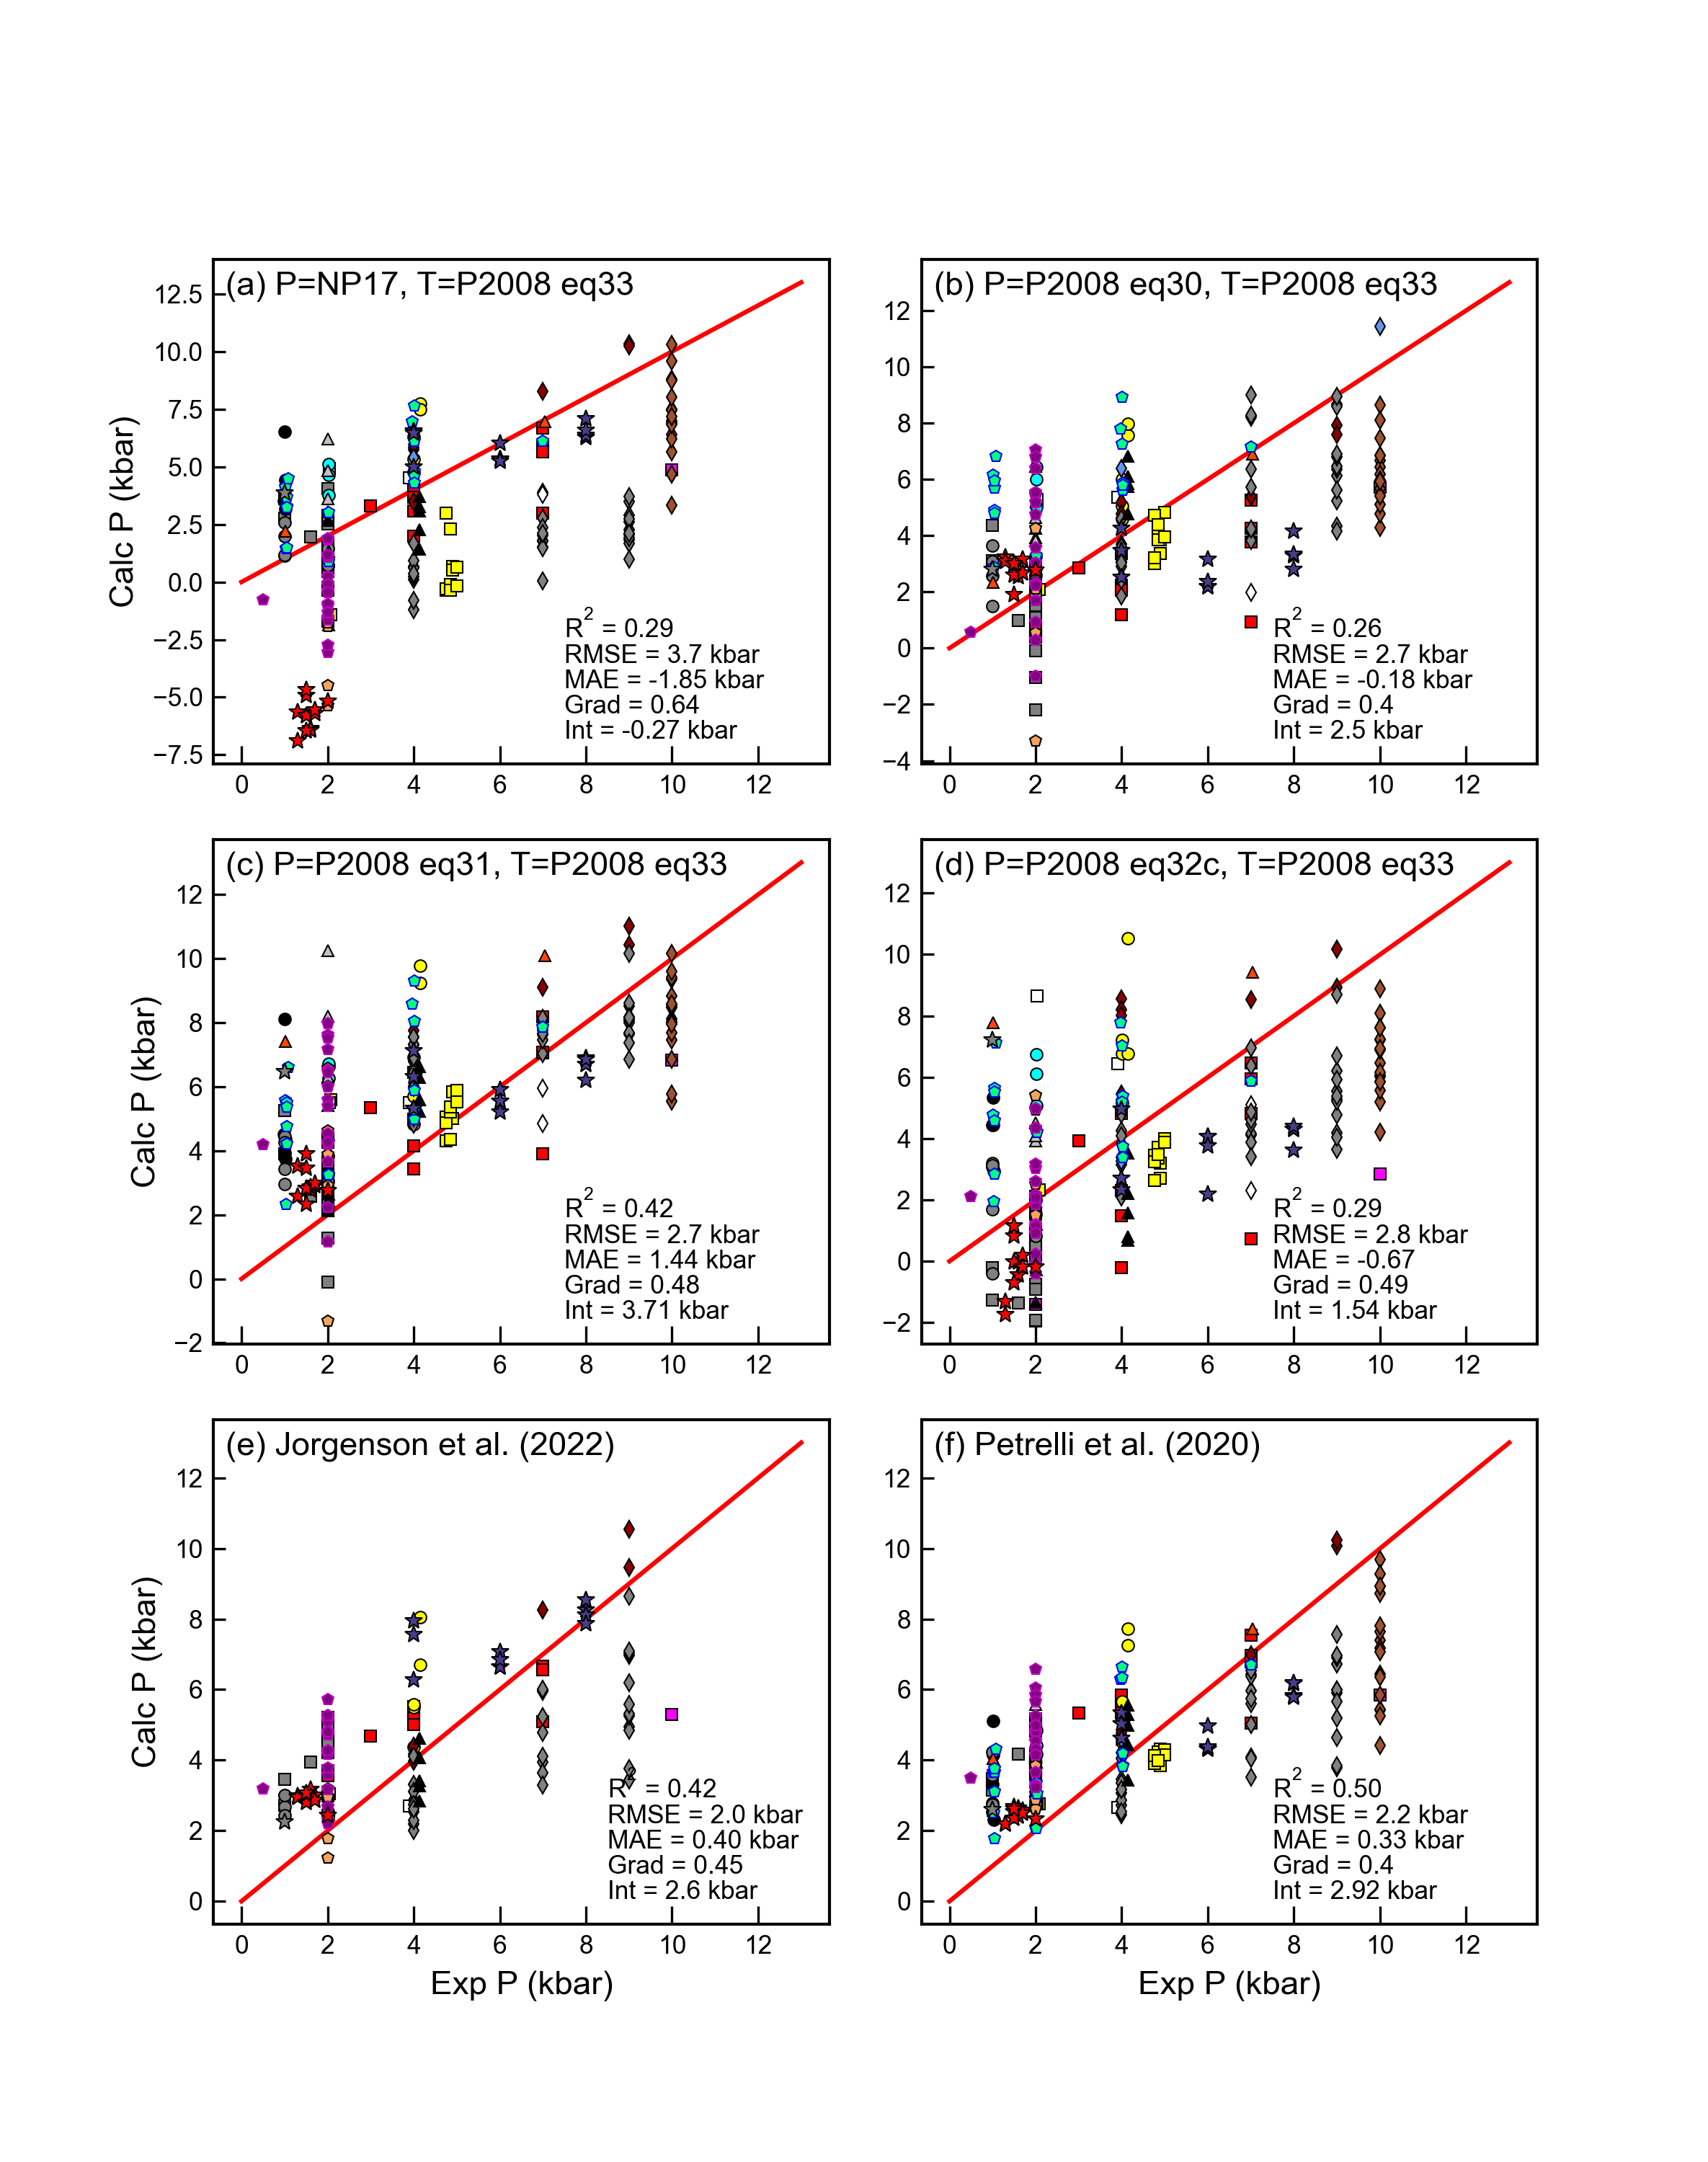 (a) P=NP17, T=P2008 eq33
12.5
10.0
7.5
5.0
2.5
0.0
−2.5
−5.0
−7.5
Calc P (kbar)
R2 = 0.29
RMSE = 3.7 kbar
MAE = -1.85 kbar
Grad = 0.64
Int = -0.27 kbar
0 2 4 6 8 10 12
(b) P=P2008 eq30, T=P2008 eq33
12
10
8
6
4
2
0
−2
−4
R2 = 0.26
RMSE = 2.7 kbar
MAE = -0.18 kbar
Grad = 0.4
Int = 2.5 kbar
0 2 4 6 8 10 12
(c) P=P2008 eq31, T=P2008 eq33
12
10
8
6
4
2
0
−2
Calc P (kbar)
R2 = 0.42
RMSE = 2.7 kbar
MAE = 1.44 kbar
Grad = 0.48
Int = 3.71 kbar
0 2 4 6 8 10 12
(d) P=P2008 eq32c, T=P2008 eq33
12
10
8
6
4
2
0
−2
R2 = 0.29
RMSE = 2.8 kbar
MAE = -0.67
Grad = 0.49
Int = 1.54 kbar
0 2 4 6 8 10 12
(e) Jorgenson et al. (2022)
12
10
8
6
4
2
0
Calc P (kbar)
R2 = 0.42
RMSE = 2.0 kbar
MAE = 0.40 kbar
Grad = 0.45
Int = 2.6 kbar
0 2 4 6 8 10 12
Exp P (kbar)
(f) Petrelli et al. (2020)
12
10
8
6
4
2
0
R2 = 0.50
RMSE = 2.2 kbar
MAE = 0.33 kbar
Grad = 0.4
Int = 2.92 kbar
0 2 4 6 8 10 12
Exp P (kbar)